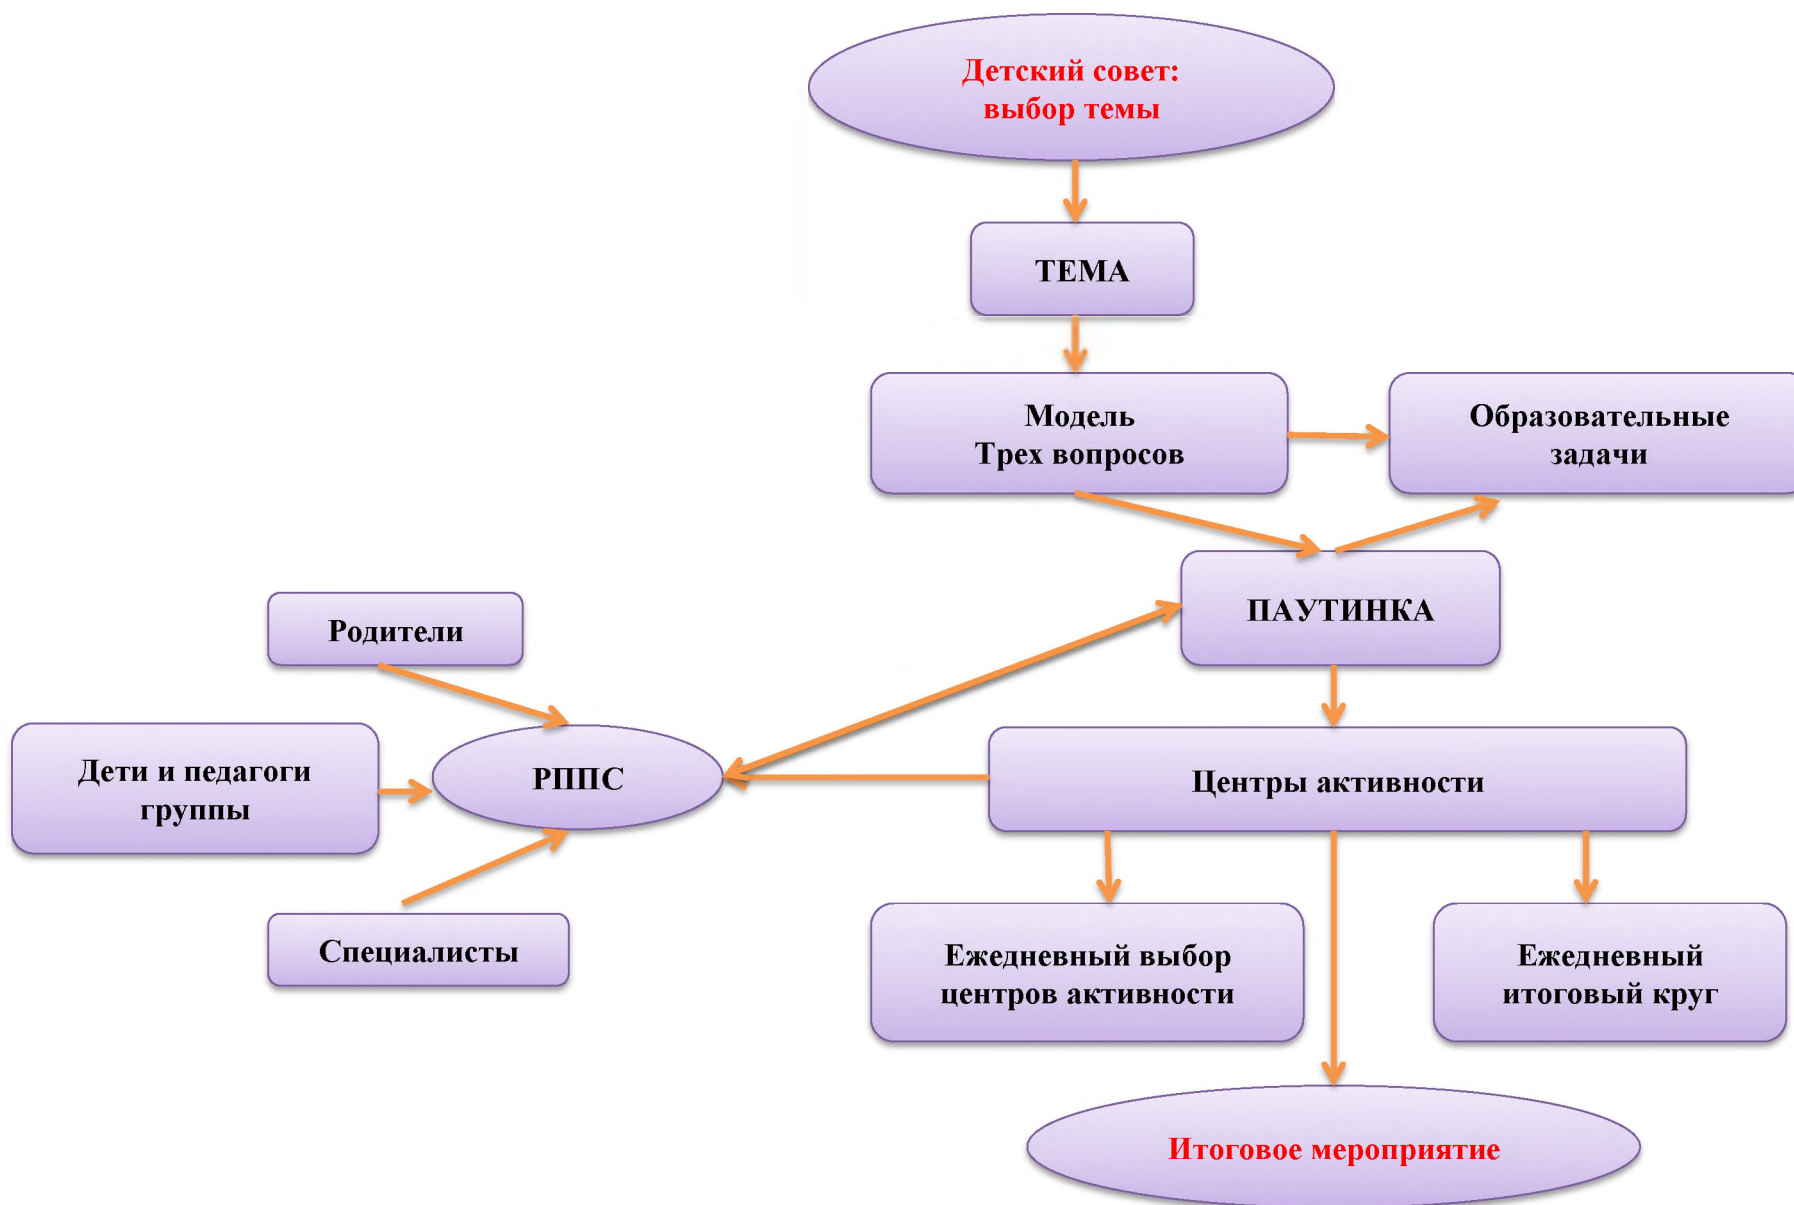 Детский совет:
выбор темы
ТЕМА
Модель
Трех вопросов
Образовательные
задачи
ПАУТИНКА
Родители
Дети и педагоги
группы
РППС
Центры активности
Специалисты
Ежедневный выбор
центров активности
Ежедневный
итоговый круг
Итоговое мероприятие